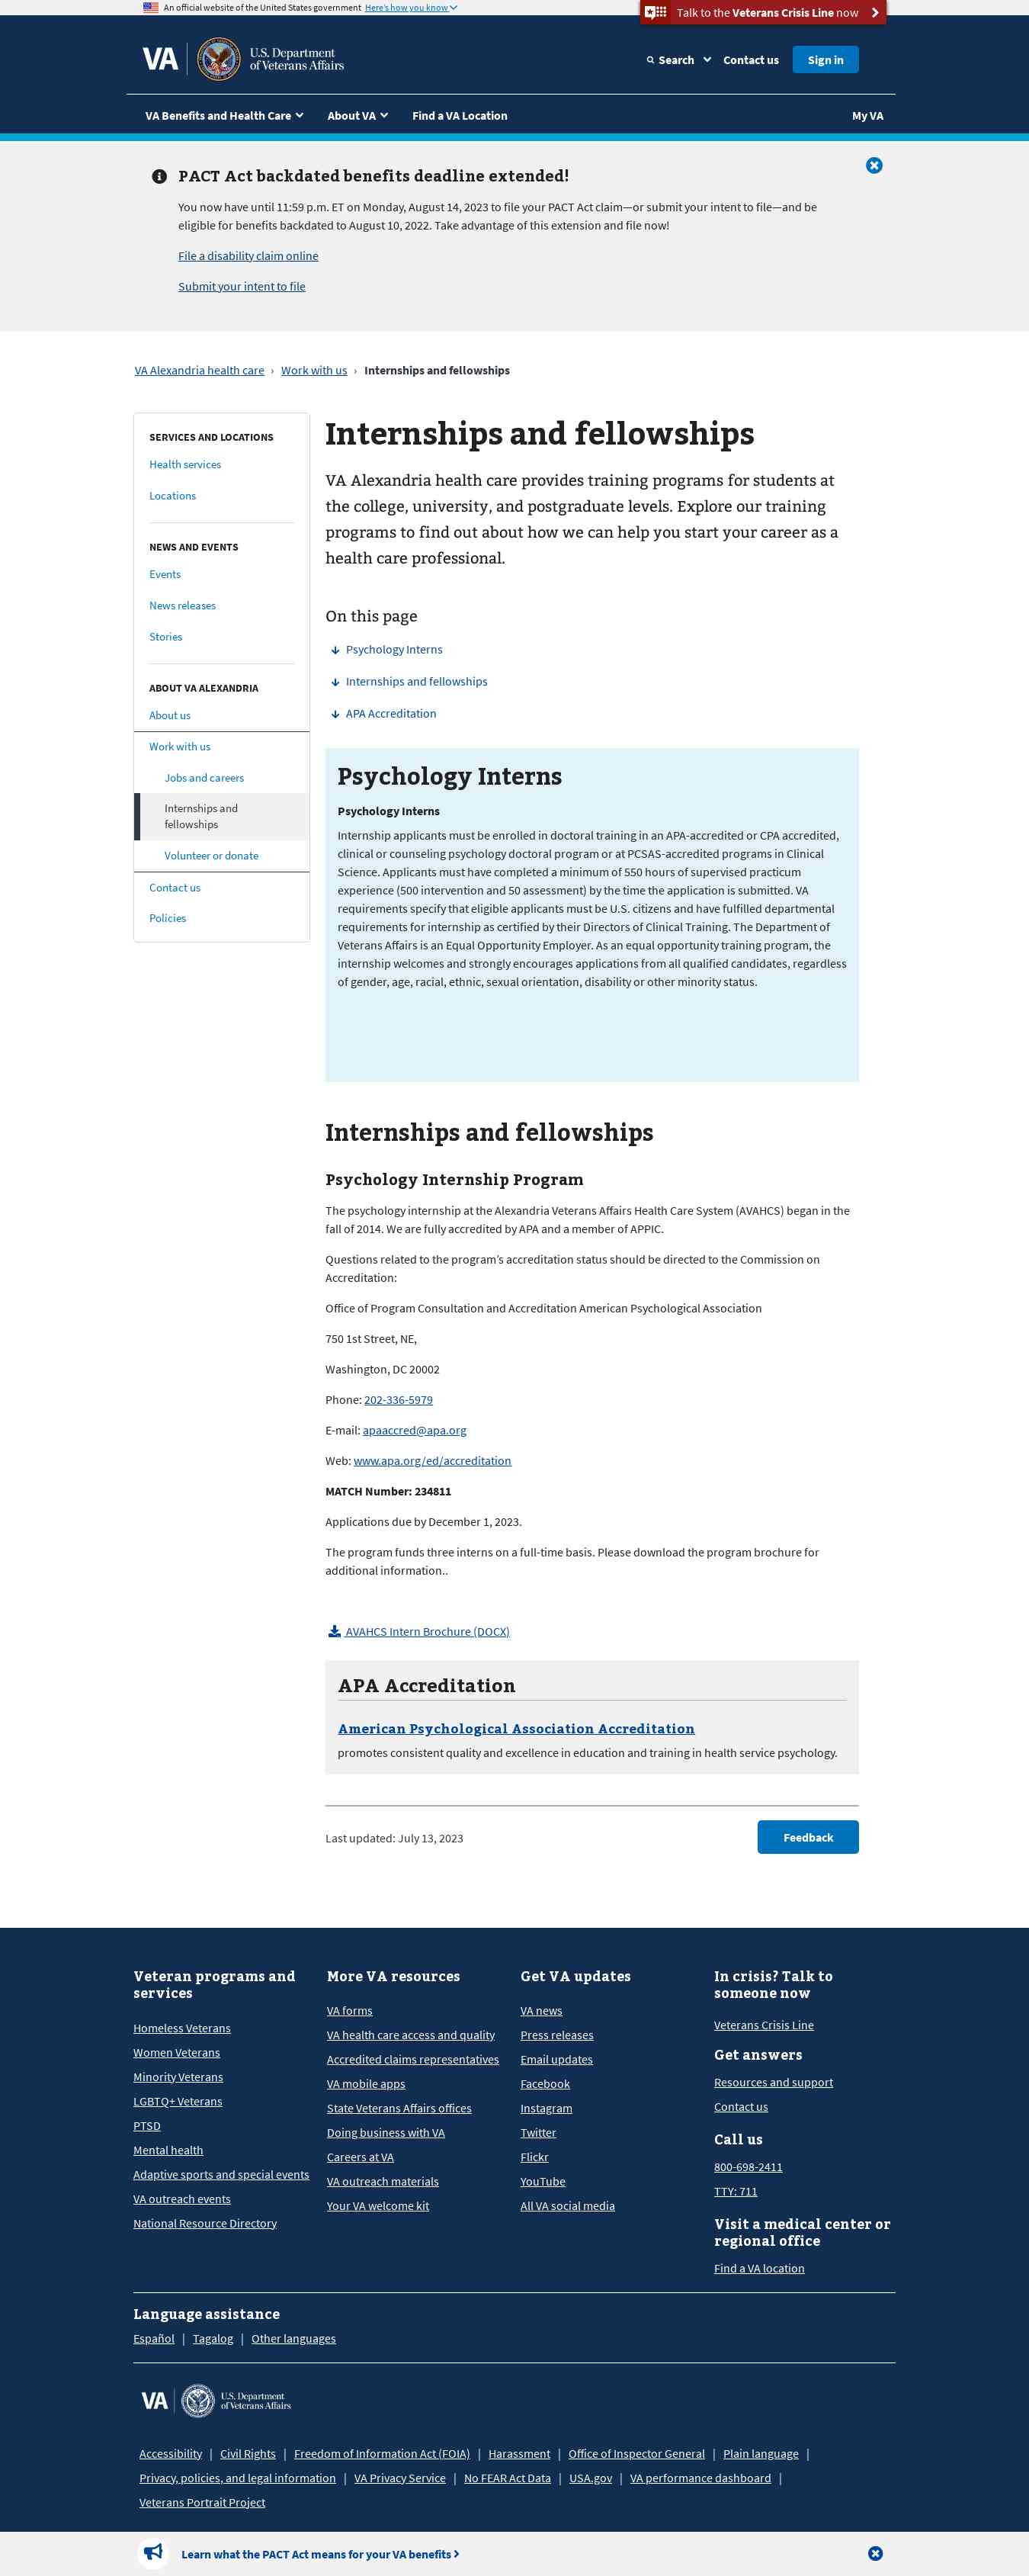 An official website of the United States government Here's how you know
Talk to the Veterans Crisis Line now
VA U.S. Department
of Veterans Affairs
Search Contact us Sign in
VA Benefits and Health Care About VA Find a VA Location My VA
PACT Act backdated benefits deadline extended!
You now have until 11:59 p.m. ET on Monday, August 14, 2023 to file your PACT Act claim—or submit your intent to file—and be
eligible for benefits backdated to August 10, 2022. Take advantage of this extension and file now!
File a disability claim online
Submit your intent to file
VA Alexandria health care › Work with us › Internships and fellowships
SERVICES AND LOCATIONS
Health services
Locations
NEWS AND EVENTS
Events
News releases
Stories
ABOUT VA ALEXANDRIA
About us
Work with us
Jobs and careers
Internships and
fellowships
Volunteer or donate
Contact us
Policies
Internships and fellowships
VA Alexandria health care provides training programs for students at
the college, university, and postgraduate levels. Explore our training
programs to find out about how we can help you start your career as a
health care professional.
On this page
Psychology Interns
Internships and fellowships
APA Accreditation
Psychology Interns
Psychology Interns
Internship applicants must be enrolled in doctoral training in an APA-accredited or CPA accredited,
clinical or counseling psychology doctoral program or at PCSAS-accredited programs in Clinical
Science. Applicants must have completed a minimum of 550 hours of supervised practicum
experience (500 intervention and 50 assessment) by the time the application is submitted. VA
requirements specify that eligible applicants must be U.S. citizens and have fulfilled departmental
requirements for internship as certified by their Directors of Clinical Training. The Department of
Veterans Affairs is an Equal Opportunity Employer. As an equal opportunity training program, the
internship welcomes and strongly encourages applications from all qualified candidates, regardless
of gender, age, racial, ethnic, sexual orientation, disability or other minority status.
Internships and fellowships
Psychology Internship Program
The psychology internship at the Alexandria Veterans Affairs Health Care System (AVAHCS) began in the
fall of 2014. We are fully accredited by APA and a member of APPIC.
Questions related to the program's accreditation status should be directed to the Commission on
Accreditation:
Office of Program Consultation and Accreditation American Psychological Association
750 1st Street, NE,
Washington, DC 20002
Phone: 202-336-5979
E-mail: apaaccred@apa.org
Web: www.apa.org/ed/accreditation
MATCH Number: 234811
Applications due by December 1, 2023.
The program funds three interns on a full-time basis. Please download the program brochure for
additional information..
AVAHCS Intern Brochure (DOCX)
APA Accreditation
American Psychological Association Accreditation
promotes consistent quality and excellence in education and training in health service psychology.
Last updated: July 13, 2023 Feedback
Veteran programs and
services
Homeless Veterans
Women Veterans
Minority Veterans
LGBTQ+ Veterans
PTSD
Mental health
Adaptive sports and special events
VA outreach events
National Resource Directory
More VA resources
VA forms
VA health care access and quality
Accredited claims representatives
VA mobile apps
State Veterans Affairs offices
Doing business with VA
Careers at VA
VA outreach materials
Your VA welcome kit
Get VA updates
VA news
Press releases
Email updates
Facebook
Instagram
Twitter
Flickr
YouTube
All VA social media
In crisis? Talk to
someone now
Veterans Crisis Line
Get answers
Resources and support
Contact us
Call us
800-698-2411
TTY: 711
Visit a medical center or
regional office
Find a VA location
Language assistance
Español | Tagalog | Other languages
VA U.S. Department
of Veterans Affairs
Accessibility | Civil Rights | Freedom of Information Act (FOIA) | Harassment | Office of Inspector General | Plain language |
Privacy, policies, and legal information | VA Privacy Service | No FEAR Act Data | USA.gov | VA performance dashboard |
Veterans Portrait Project
Learn what the PACT Act means for your VA benefits